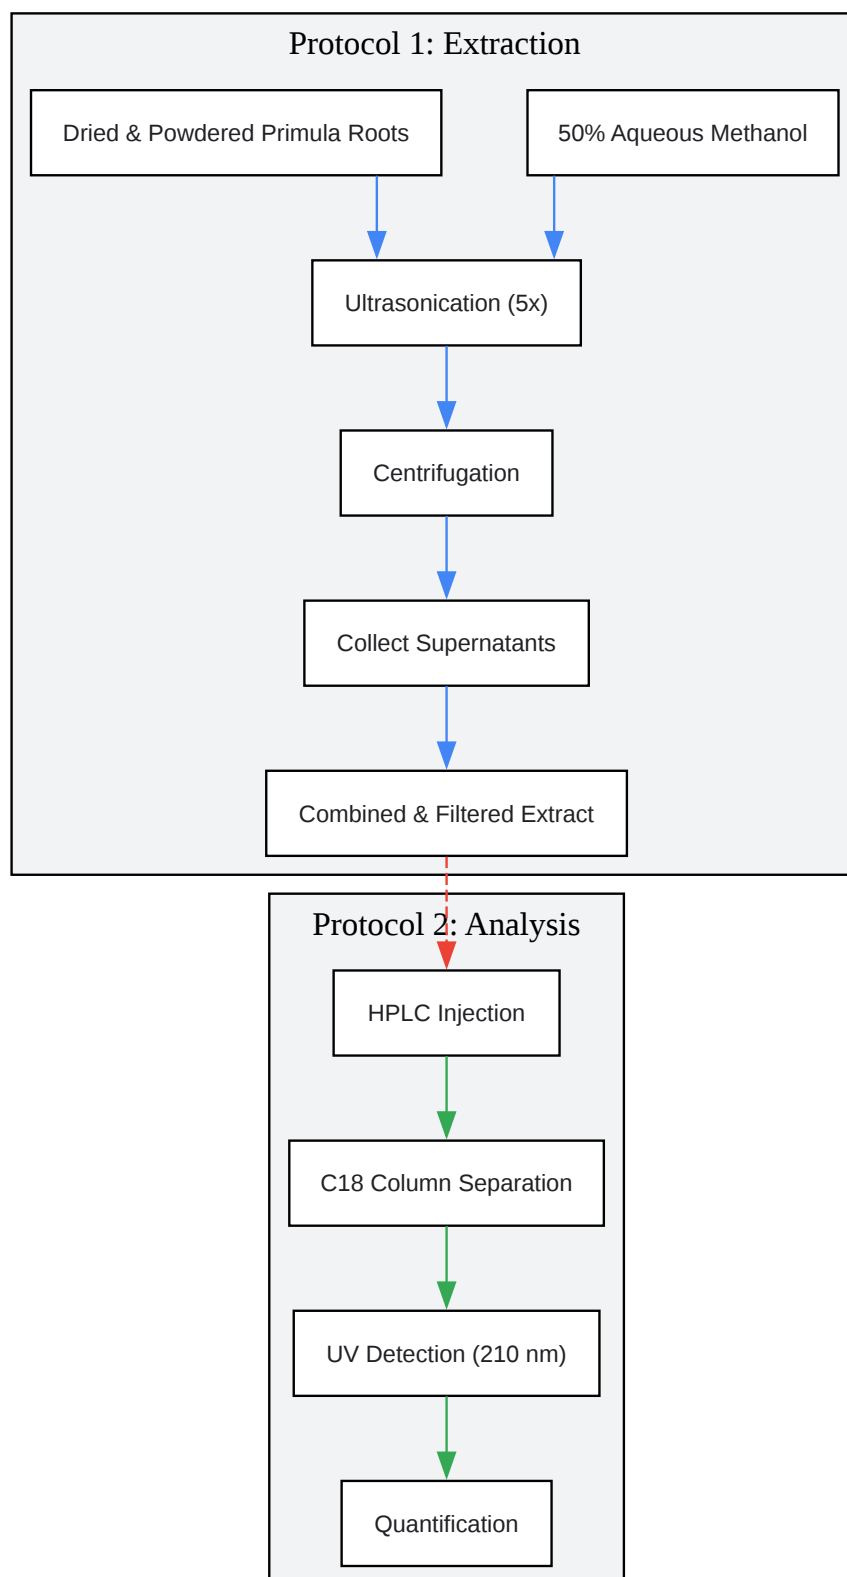 Protocol 1: Extraction
Dried & Powdered Primula Roots
50% Aqueous Methanol
Ultrasonication (5x)
Centrifugation
Collect Supernatants
Combined & Filtered Extract
Protocol 2: Analysis
HPLC Injection
C18 Column Separation
UV Detection (210 nm)
Quantification